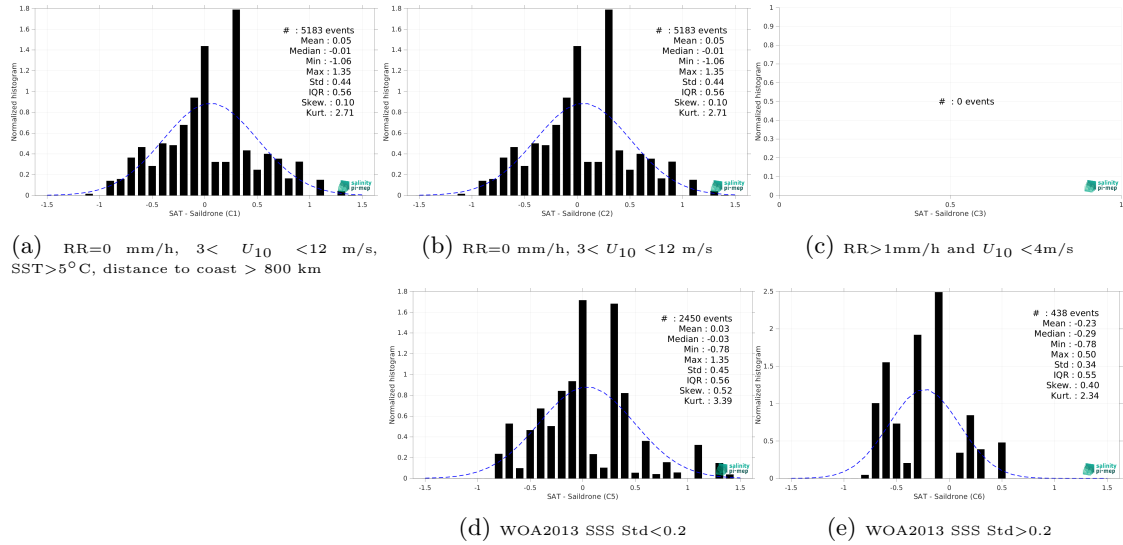 1.8
1.6
1.4
1.2
1
0.8
0.6
0.4
0.2
0
Normalized histogram
# : 5183 events
Mean : 0.05
Median : -0.01
Min : -1.06
Max : 1.35
Std : 0.44
IQR : 0.56
Skew. : 0.10
Kurt. : 2.71
salinity
pi-mep
-1.5 -1 -0.5 0 0.5 1 1.5
SAT - Saildrone (C1)
(a) RR=0 mm/h, 3< U10 <12 m/s,
SST>5°C, distance to coast > 800 km
1.8
1.6
1.4
1.2
1
0.8
0.6
0.4
0.2
0
Normalized histogram
# : 5183 events
Mean : 0.05
Median : -0.01
Min : -1.06
Max : 1.35
Std : 0.44
IQR : 0.56
Skew. : 0.10
Kurt. : 2.71
salinity
pi-mep
-1.5 -1 -0.5 0 0.5 1 1.5
SAT - Saildrone (C2)
(b) RR=0 mm/h, 3< U10 <12 m/s
1
0.9
0.8
0.7
0.6
0.5
0.4
0.3
0.2
0.1
0
Normalized histogram
# : 0 events
salinity
pi-mep
0 0.5 1
SAT - Saildrone (C3)
(c) RR>1mm/h and U10 <4m/s
1.8
1.6
1.4
1.2
1
0.8
0.6
0.4
0.2
0
Normalized histogram
# : 2450 events
Mean : 0.03
Median : -0.03
Min : -0.78
Max : 1.35
Std : 0.45
IQR : 0.56
Skew. : 0.52
Kurt. : 3.39
salinity
pi-mep
-1.5 -1 -0.5 0 0.5 1 1.5
SAT - Saildrone (C5)
(d) WOA2013 SSS Std<0.2
2.5
2
1.5
1
0.5
0
Normalized histogram
# : 438 events
Mean : -0.23
Median : -0.29
Min : -0.78
Max : 0.50
Std : 0.34
IQR : 0.55
Skew. : 0.40
Kurt. : 2.34
salinity
pi-mep
-1.5 -1 -0.5 0 0.5 1 1.5
SAT - Saildrone (C6)
(e) WOA2013 SSS Std>0.2